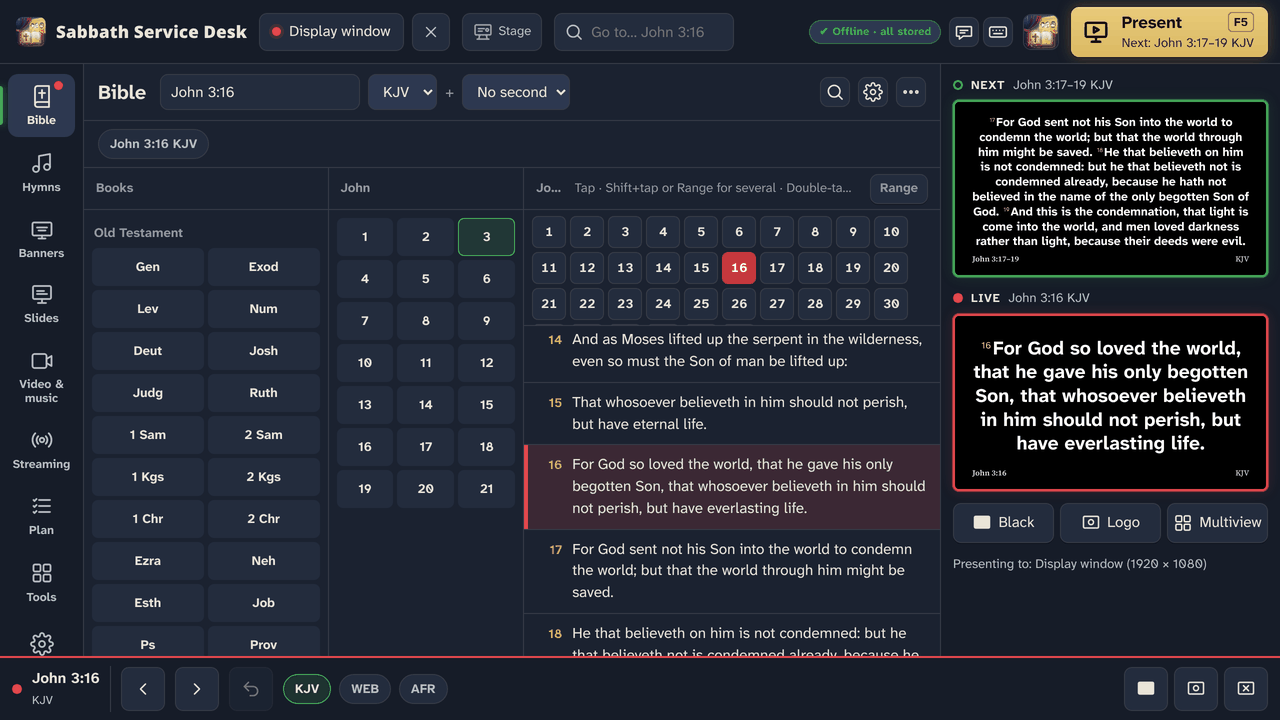 Sabbath Service Desk
Display window
Stage
Go to... John 3:16
✓ Offline · all stored
Present
F5
Next: John 3:17–19 KJV
Bible
Hymns
Banners
Slides
Video &
music
Streaming
Plan
Tools
Bible
John 3:16
KJV
+
No second
John 3:16 KJV
Books
Old Testament
Gen
Exod
Lev
Num
Deut
Josh
Judg
Ruth
1 Sam
2 Sam
1 Kgs
2 Kgs
1 Chr
2 Chr
Ezra
Neh
Esth
Job
Ps
Prov
John
1 2 3
4 5 6
7 8 9
10 11 12
13 14 15
16 17 18
19 20 21
Jo... Tap · Shift+tap or Range for several · Double-ta...
Range
1 2 3 4 5 6 7 8 9 10
11 12 13 14 15 16 17 18 19 20
21 22 23 24 25 26 27 28 29 30
14 And as Moses lifted up the serpent in the wilderness,
even so must the Son of man be lifted up:
15 That whosoever believeth in him should not perish,
but have eternal life.
16 For God so loved the world, that he gave his only
begotten Son, that whosoever believeth in him should
not perish, but have everlasting life.
17 For God sent not his Son into the world to condemn
the world; but that the world through him might be
saved.
18 He that believeth on him is not condemned: but he
that believeth not is condemned already, because he
NEXT John 3:17–19 KJV
17 For God sent not his Son into the world to
condemn the world; but that the world through
him might be saved. 18 He that believeth on him
is not condemned: but he that believeth not is
condemned already, because he hath not
believed in the name of the only begotten Son of
God. 19 And this is the condemnation, that light is
come into the world, and men loved darkness
rather than light, because their deeds were evil.
John 3:17–19
KJV
LIVE John 3:16 KJV
16 For God so loved the world,
that he gave his only begotten
Son, that whosoever believeth
in him should not perish, but
have everlasting life.
John 3:16
KJV
Black
Logo
Multiview
Presenting to: Display window (1920 × 1080)
John 3:16
KJV
KJV
WEB
AFR